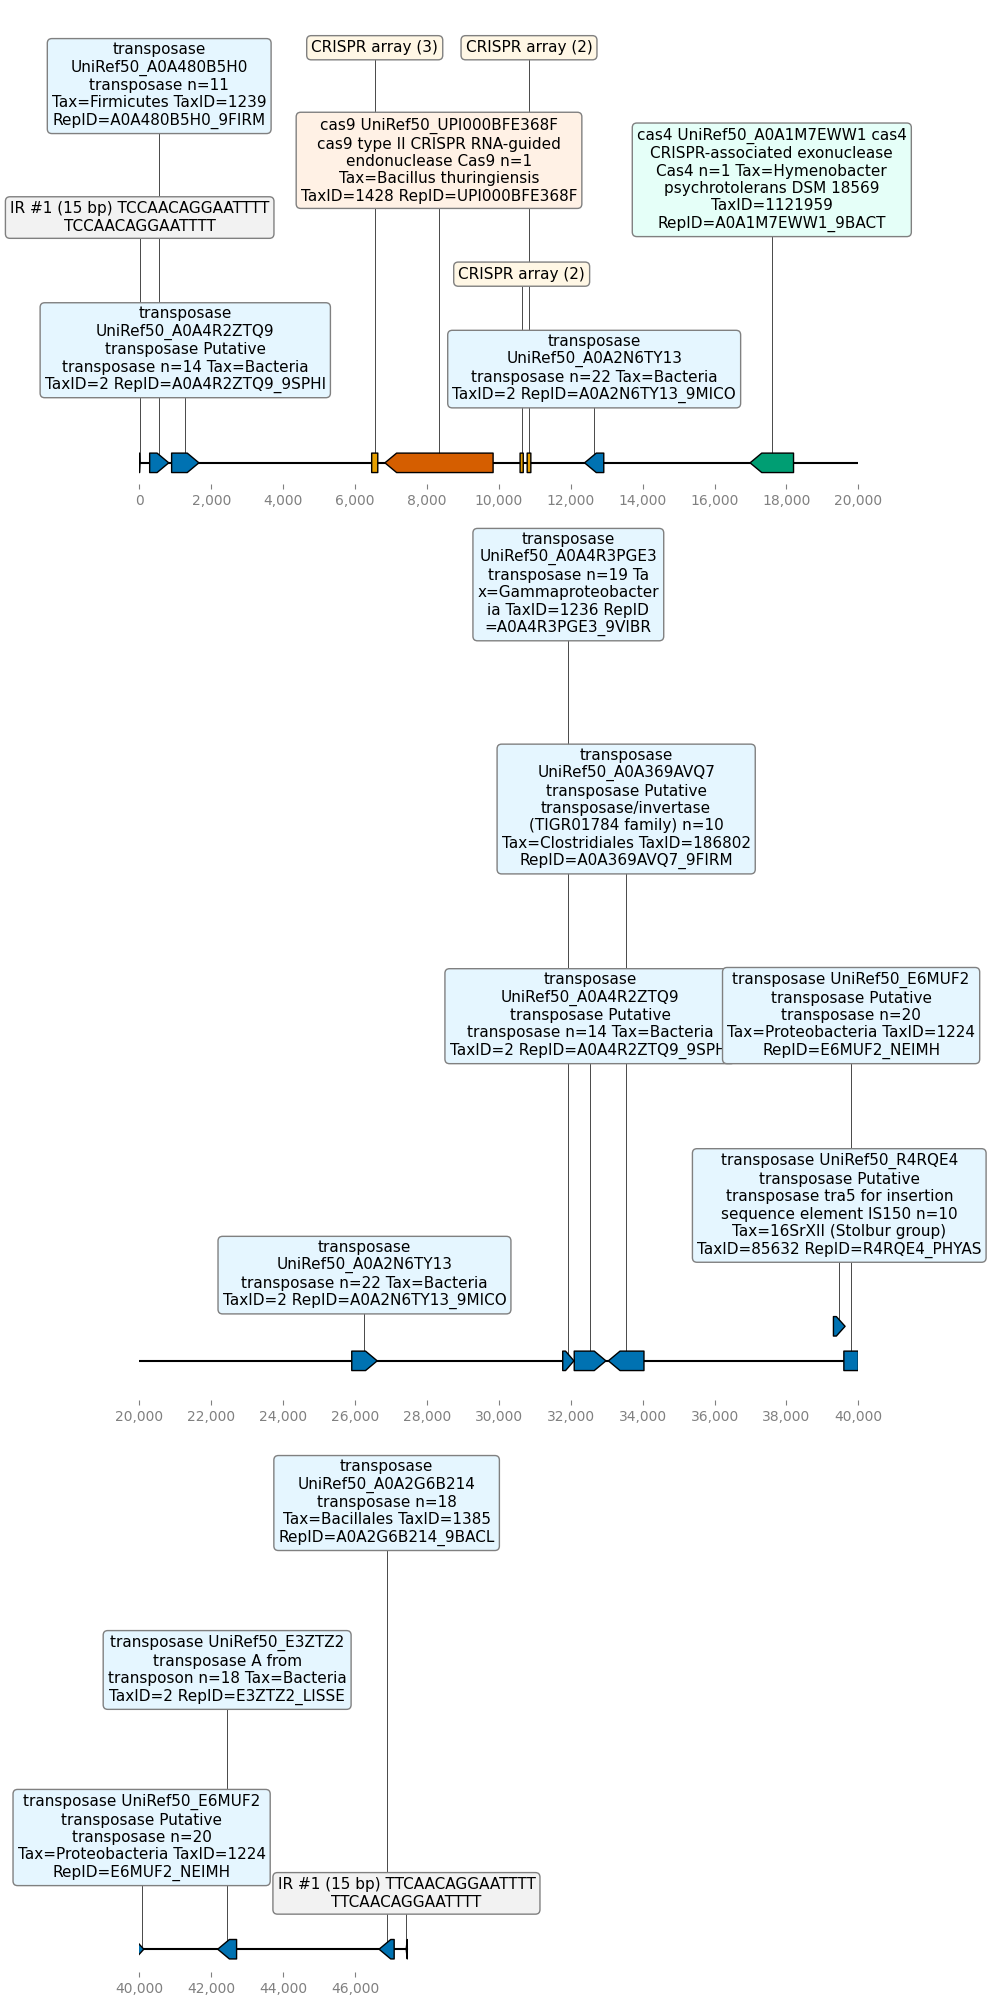 transposase
UniRef50_A0A480B5H0
transposase n=11
Tax=Firmicutes TaxID=1239
RepID=A0A480B5H0_9FIRM
CRISPR array (3)
CRISPR array (2)
cas9 UniRef50_UPI000BFE368F
cas9 type II CRISPR RNA-guided
endonuclease Cas9 n=1
Tax=Bacillus thuringiensis
TaxID=1428 RepID=UPI000BFE368F
cas4 UniRef50_A0A1M7EWW1 cas4
CRISPR-associated exonuclease
Cas4 n=1 Tax=Hymenobacter
psychrotolerans DSM 18569
TaxID=1121959
RepID=A0A1M7EWW1_9BACT
IR #1 (15 bp) TCCAACAGGAATTTT
TCCAACAGGAATTTT
CRISPR array (2)
transposase
UniRef50_A0A4R2ZTQ9
transposase Putative
transposase n=14 Tax=Bacteria
TaxID=2 RepID=A0A4R2ZTQ9_9SPHI
transposase
UniRef50_A0A2N6TY13
transposase n=22 Tax=Bacteria
TaxID=2 RepID=A0A2N6TY13_9MICO
0 2,000 4,000 6,000 8,000 10,000 12,000 14,000 16,000 18,000 20,000
transposase
UniRef50_A0A4R3PGE3
transposase n=19 Ta
x=Gammaproteobacter
ia TaxID=1236 RepID
=A0A4R3PGE3_9VIBR
transposase
UniRef50_A0A369AVQ7
transposase Putative
transposase/invertase
(TIGR01784 family) n=10
Tax=Clostridiales TaxID=186802
RepID=A0A369AVQ7_9FIRM
transposase
UniRef50_A0A4R2ZTQ9
transposase Putative
transposase n=14 Tax=Bacteria
TaxID=2 RepID=A0A4R2ZTQ9_9SPH
transposase UniRef50_E6MUF2
transposase Putative
transposase n=20
Tax=Proteobacteria TaxID=1224
RepID=E6MUF2_NEIMH
transposase UniRef50_R4RQE4
transposase Putative
transposase tra5 for insertion
sequence element IS150 n=10
Tax=16SrXII (Stolbur group)
TaxID=85632 RepID=R4RQE4_PHYAS
transposase
UniRef50_A0A2N6TY13
transposase n=22 Tax=Bacteria
TaxID=2 RepID=A0A2N6TY13_9MICO
20,000 22,000 24,000 26,000 28,000 30,000 32,000 34,000 36,000 38,000 40,000
transposase
UniRef50_A0A2G6B214
transposase n=18
Tax=Bacillales TaxID=1385
RepID=A0A2G6B214_9BACL
transposase UniRef50_E3ZTZ2
transposase A from
transposon n=18 Tax=Bacteria
TaxID=2 RepID=E3ZTZ2_LISSE
transposase UniRef50_E6MUF2
transposase Putative
transposase n=20
Tax=Proteobacteria TaxID=1224
RepID=E6MUF2_NEIMH
IR #1 (15 bp) TTCAACAGGAATTTT
TTCAACAGGAATTTT
40,000 42,000 44,000 46,000